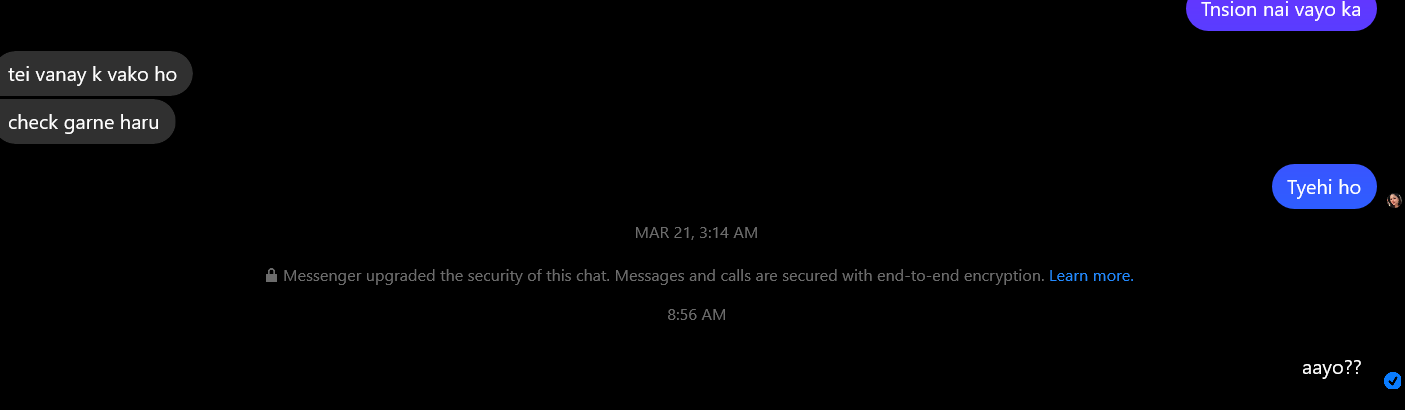 Tnsion nai vayo ka
tei vanay k vako ho
check garne haru
Tyehi ho
MAR 21, 3:14 AM
Messenger upgraded the security of this chat. Messages and calls are secured with end-to-end encryption. Learn more.
8:56 AM
aayo??